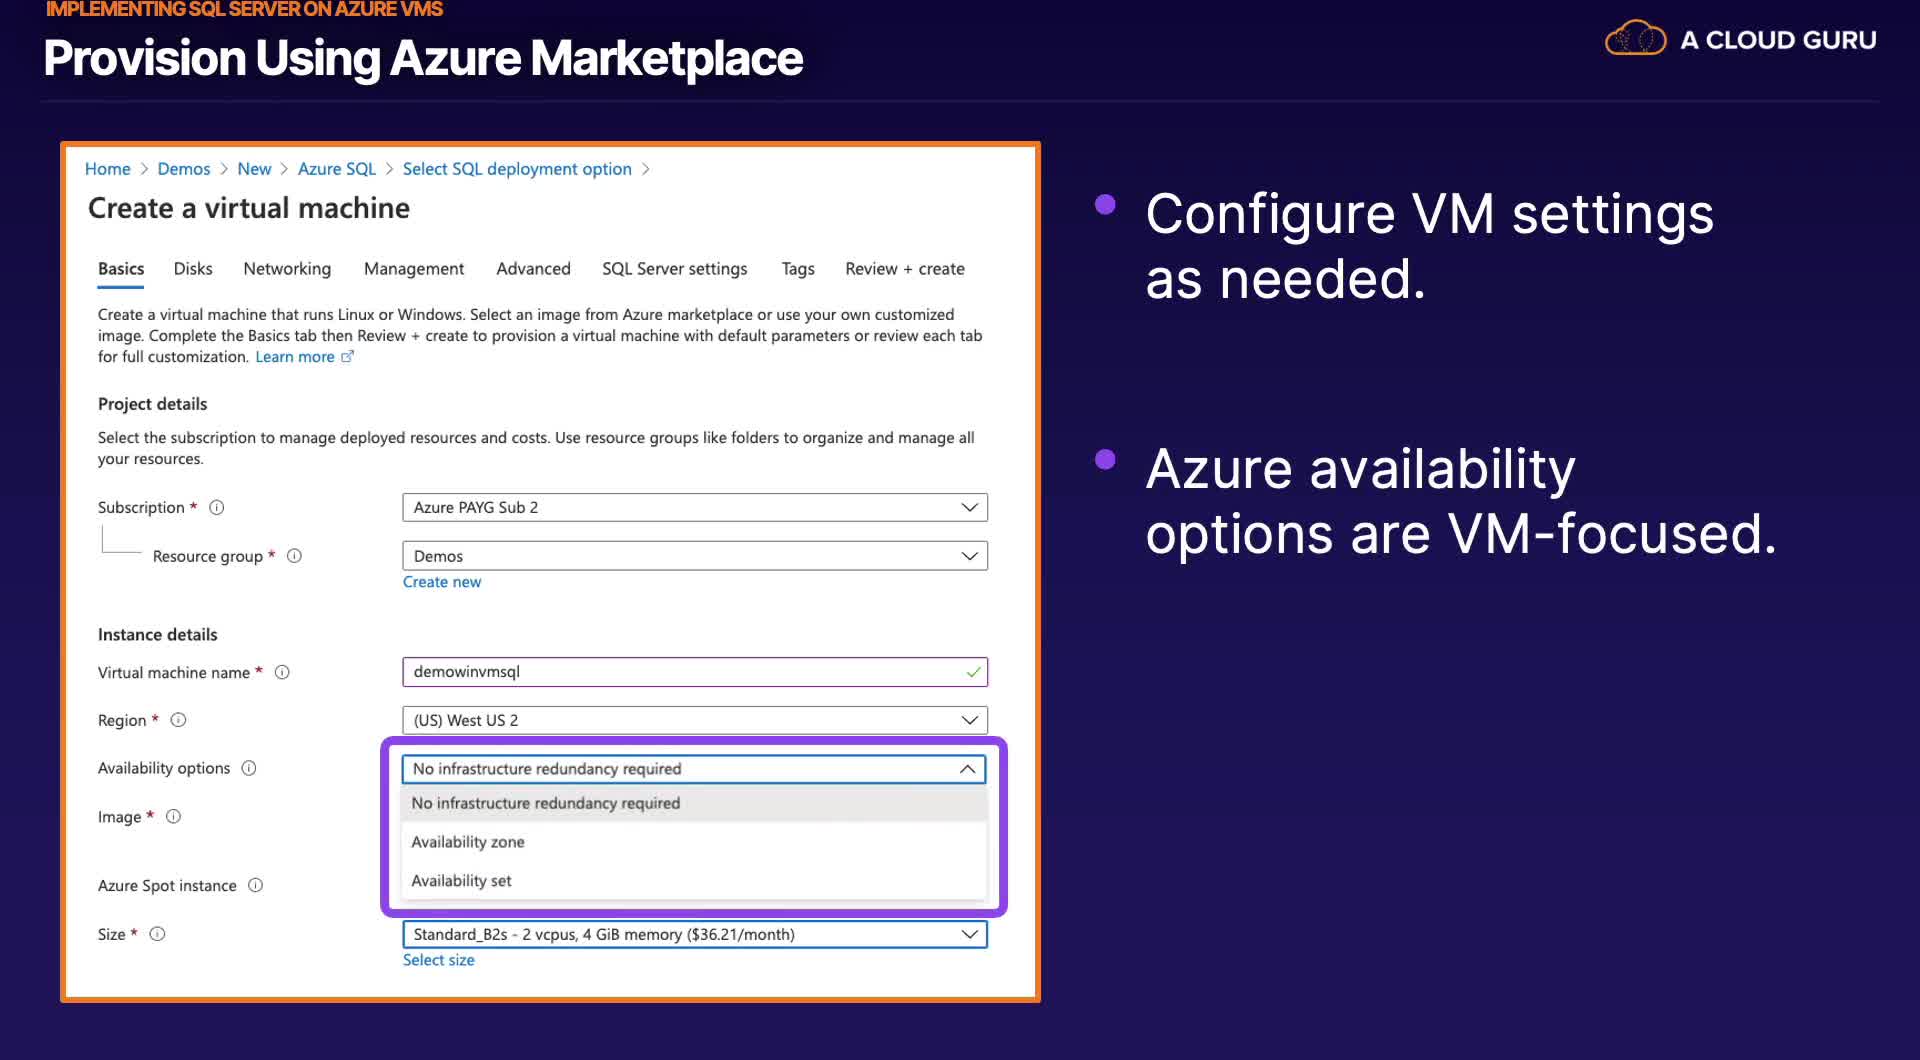 IMPLEMENTING SQL SERVER ON AZURE VMS
Provision Using Azure Marketplace
A CLOUD GURU
Home > Demos > New > Azure SQL > Select SQL deployment option >
Create a virtual machine
Basics Disks Networking Management Advanced SQL Server settings Tags Review + create
Create a virtual machine that runs Linux or Windows. Select an image from Azure marketplace or use your own customized
image. Complete the Basics tab then Review + create to provision a virtual machine with default parameters or review each tab
for full customization. Learn more
Project details
Select the subscription to manage deployed resources and costs. Use resource groups like folders to organize and manage all
your resources.
Subscription * Azure PAYG Sub 2
Resource group * Demos
Create new
Instance details
Virtual machine name * demowinvmsql
Region * (US) West US 2
Availability options No infrastructure redundancy required
No infrastructure redundancy required
Image *
Availability zone
Availability set
Azure Spot instance
Size * Standard_B2s - 2 vcpus, 4 GiB memory ($36.21/month)
Select size
Configure VM settings
as needed.
Azure availability
options are VM-focused.